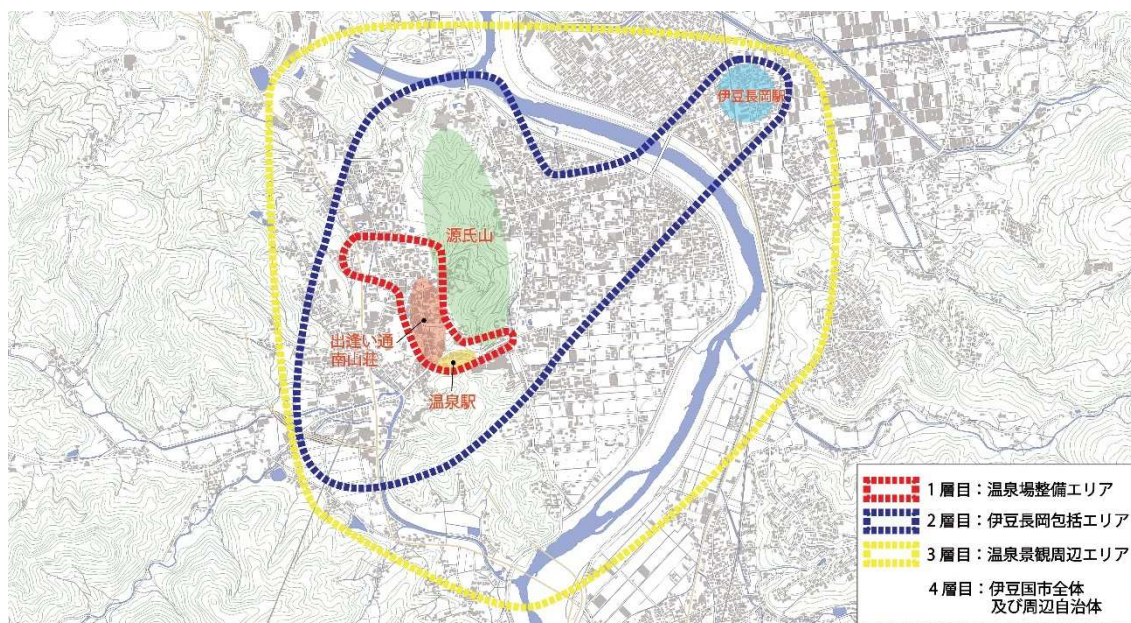 伊豆長岡駅
源氏山
出逢い通
南山荘
温泉駅
1層目：温泉場整備エリア
2層目：伊豆長岡包括エリア
3層目：温泉景観周辺エリア
4層目：伊豆国市全体
及び周辺自治体